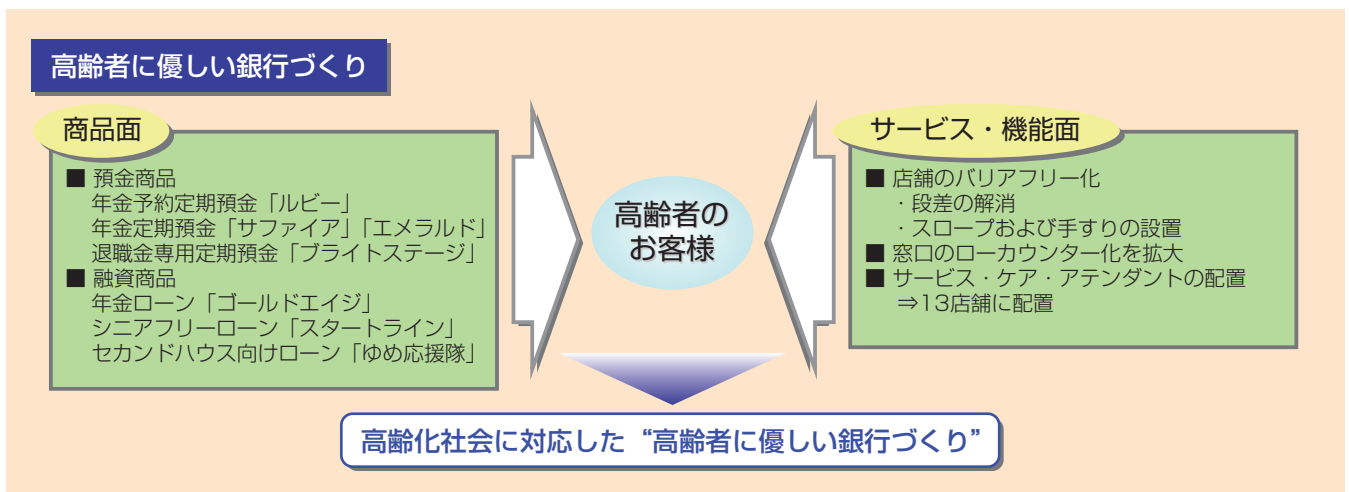 高齢者に優しい銀行づくり
商品面
■ 預金商品
年金予約定期預金「ルビー」
年金定期預金「サファイア」「エメラルド」
退職金専用定期預金「ブライトステージ」
■ 融資商品
年金ローン「ゴールドエイジ」
シニアフリーローン「スタートライン」
セカンドハウス向けローン「ゆめ応援隊」
高齢者の
お客様
サービス・機能面
■ 店舗のバリアフリー化
・段差の解消
・スロープおよび手すりの設置
■ 窓口のローカウンター化を拡大
■ サービス・ケア・アテンダントの配置
⇒13店舗に配置
高齢化社会に対応した“高齢者に優しい銀行づくり”